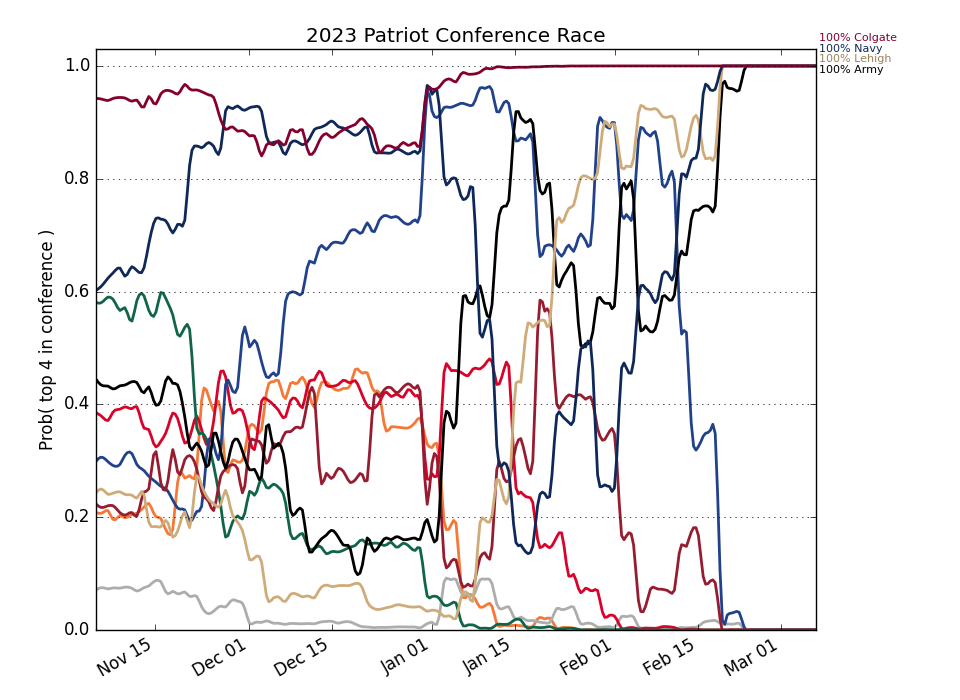 2023 Patriot Conference Race
100% Colgate
100% Navy
100% Lehigh
100% Army
Prob( top 4 in conference )
1.0
0.8
0.6
0.4
0.2
0.0
Nov 15
Dec 01
Dec 15
Jan 01
Jan 15
Feb 01
Feb 15
Mar 01